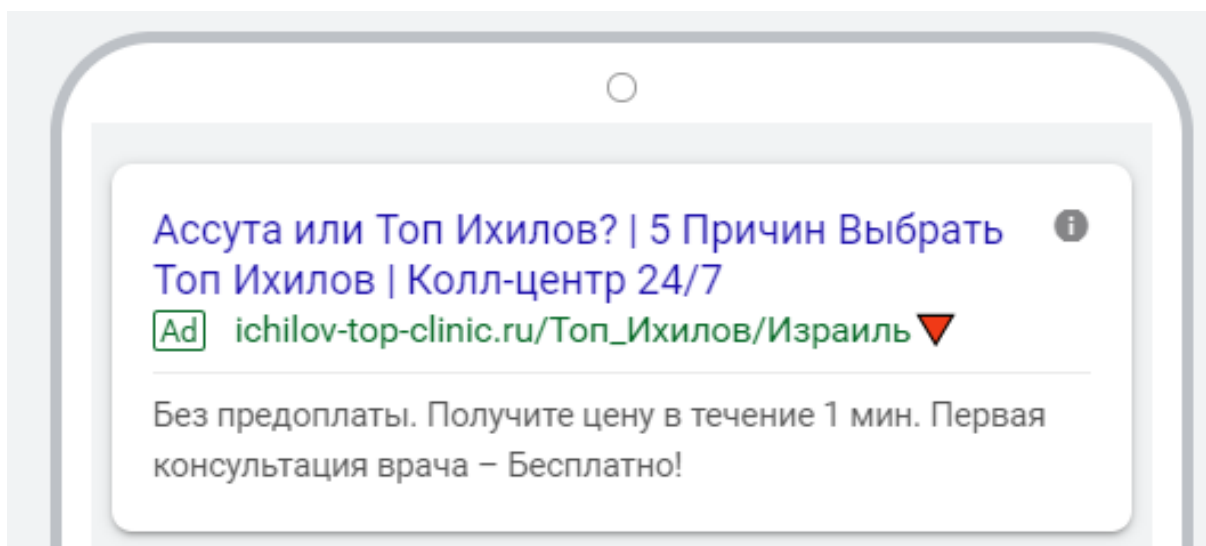 Ассута или Топ Ихилов? | 5 Причин Выбрать
Топ Ихилов | Колл-центр 24/7
Ad ichilov-top-clinic.ru/Топ_Ихилов/Израиль
Без предоплаты. Получите цену в течение 1 мин. Первая
консультация врача – Бесплатно!